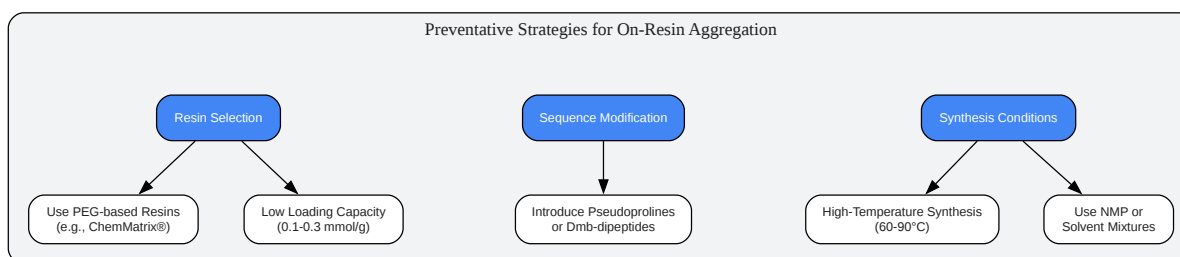 Preventative Strategies for On-Resin Aggregation
Resin Selection
Sequence Modification
Synthesis Conditions
Use PEG-based Resins
(e.g., ChemMatrix®)
Low Loading Capacity
(0.1-0.3 mmol/g)
Introduce Pseudoprolines
or Dmb-dipeptides
High-Temperature Synthesis
(60-90°C)
Use NMP or
Solvent Mixtures